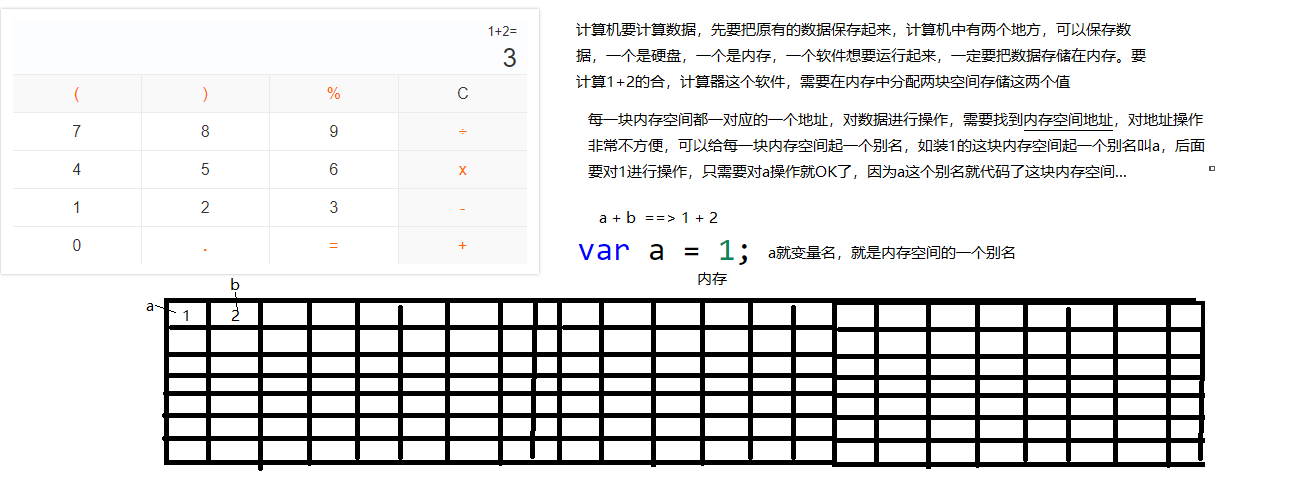 1+2=
3
( ) % C
7 8 9 ÷
4 5 6 x
1 2 3 -
0 . = +
计算机要计算数据，先要把原有的数据保存起来，计算机中有两个地方，可以保存数
据，一个是硬盘，一个是内存，一个软件想要运行起来，一定要把数据存储在内存。要
计算1+2的合，计算器这个软件，需要在内存中分配两块空间存储这两个值
每一块内存空间都一对应的一个地址，对数据进行操作，需要找到内存空间地址，对地址操作
非常不方便，可以给每一块内存空间起一个别名，如装1的这块内存空间起一个别名叫a，后面
要对1进行操作，只需要对a操作就OK了，因为a这个别名就代码了这块内存空间...
a + b ==> 1 + 2
var a = 1; a就变量名，就是内存空间的一个别名
内存
b
a
1 2